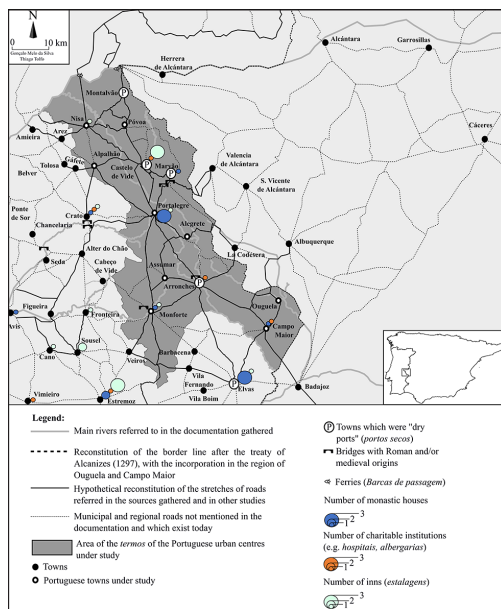 N
0 10 km
Gonçalo Melo da Silva
Thiago Tolfo
Alcántara
Garrosillas
Herrera
de Alcántara
Montalvão
P
Cáceres
Nisa
Póvoa
Amieira
Arez
Alpalhão
Castelo
de Vide
P
Marvão
P
Valencia
de Alcántara
Tolosa
Gáfete
Belver
S. Vicente
de Alcántara
Ponte
de Sor
Crato
Portalegre
Chancelaria
Alegrete
Alter do Chão
Albuquerque
La Codosera
Seda
Cabeço
de Vide
Assumar
Arronches
P
Figueira
Fronteira
Monforte
Ouguela
Avis
Campo
Maior
Cano
Sousel
Veiros
Barbacena
Vila
Fernando
P
Elvas
Badajoz
Vimieiro
Estremoz
Vila Boim
Legend:
Main rivers referred to in the documentation gathered
Reconstitution of the border line after the treaty of
Alcanizes (1297), with the incorporation in the region of
Ouguela and Campo Maior
Hypothetical reconstitution of the stretches of roads
referred in the sources gathered and in other studies
Municipal and regional roads not mentioned in the
documentation and which exist today
Area of the termos of the Portuguese urban centres
under study
Towns
Portuguese towns under study
P Towns which were "dry
ports" (portos secos)
Bridges with Roman and/or
medieval origins
Ferries (Barcas de passagem)
Number of monastic houses
1 2 3
Number of charitable institutions
(e.g. hospitais, albergarias)
1 2 3
Number of inns (estalagens)
1 2 3